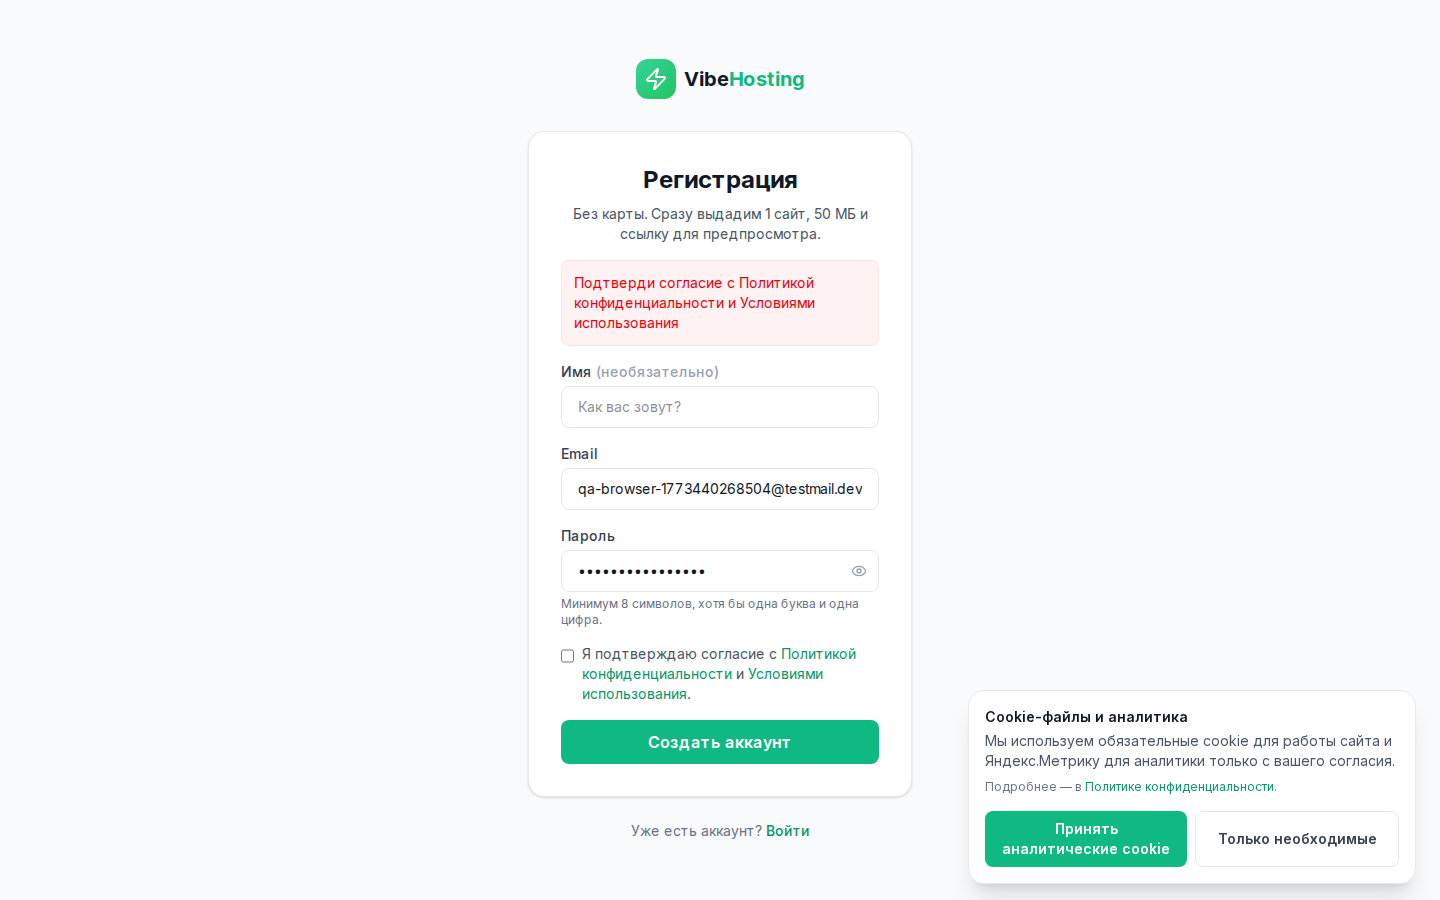 VibeHosting
Регистрация
Без карты. Сразу выдадим 1 сайт, 50 МБ и
ссылку для предпросмотра.
Подтверди согласие с Политикой
конфиденциальности и Условиями
использования
Имя (необязательно)
Как вас зовут?
Email
qa-browser-1773440268504@testmail.dev
Пароль
••••••••••••••••
Минимум 8 символов, хотя бы одна буква и одна
цифра.
Я подтверждаю согласие с Политикой
конфиденциальности и Условиями
использования.
Создать аккаунт
Уже есть аккаунт? Войти
Cookie-файлы и аналитика
Мы используем обязательные cookie для работы сайта и
Яндекс.Метрику для аналитики только с вашего согласия.
Подробнее — в Политике конфиденциальности.
Принять
аналитические cookie
Только необходимые